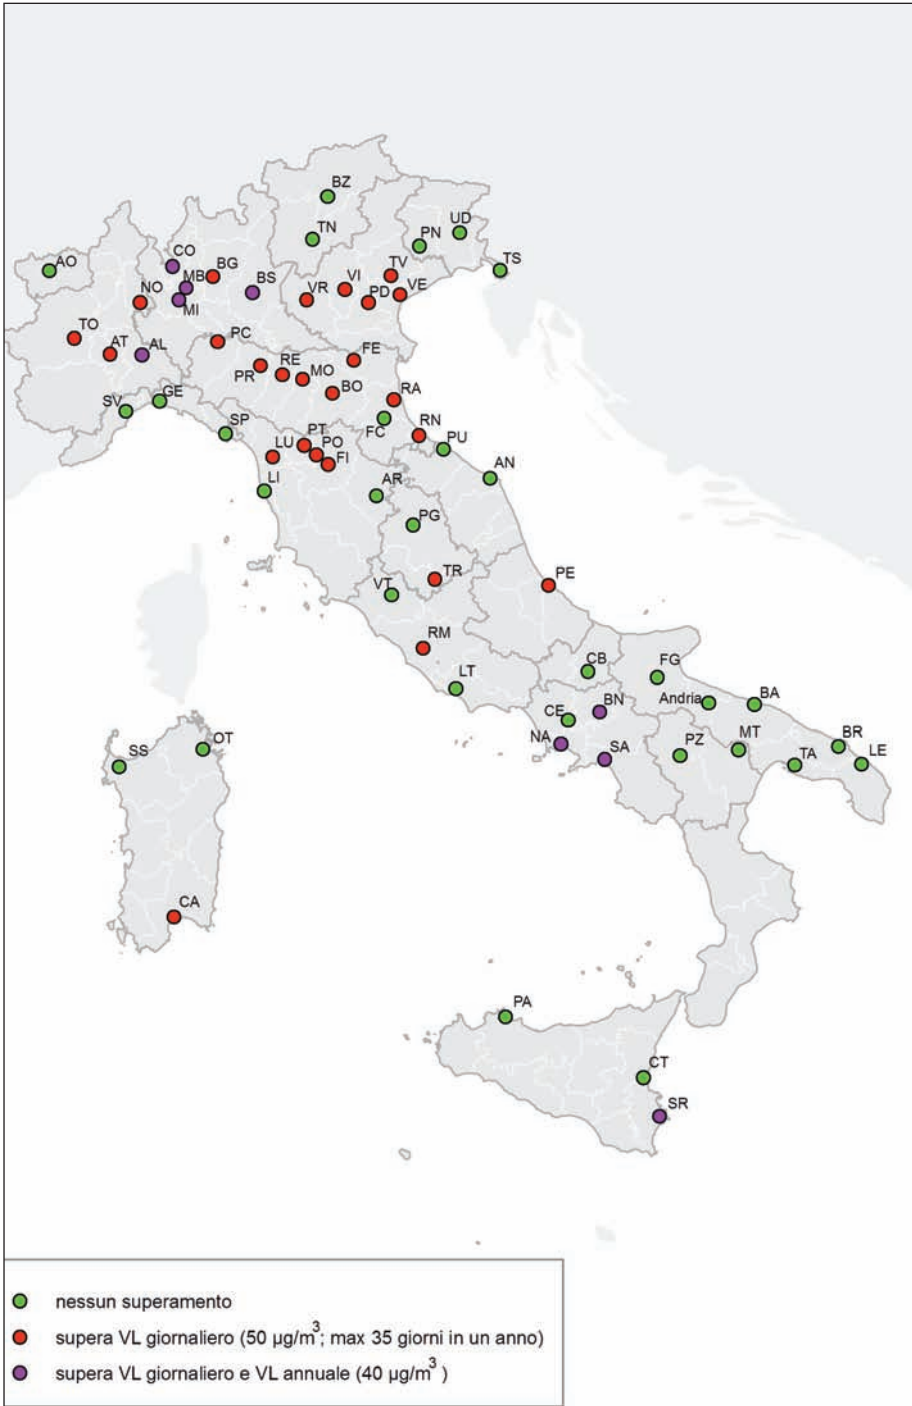 BZ
UD
TN
PN
CO
TS
AO
BG
TV
MB
BS
VI
NO
MI
VR
PD
VE
TO
PC
AT
AL
FE
RE
PR
MO
RA
GE
BO
SV
SP
FC
RN
PT
PU
LU
PO
FI
AN
LI
AR
PG
TR
PE
VT
RM
CB
FG
LT
BN
Andria
BA
CE
OT
NA
SA
PZ
MT
BR
SS
TA
LE
CA
PA
CT
SR
nessun superamento
supera VL giornaliero (50 µg/m³; max 35 giorni in un anno)
supera VL giornaliero e VL annuale (40 µg/m³ )